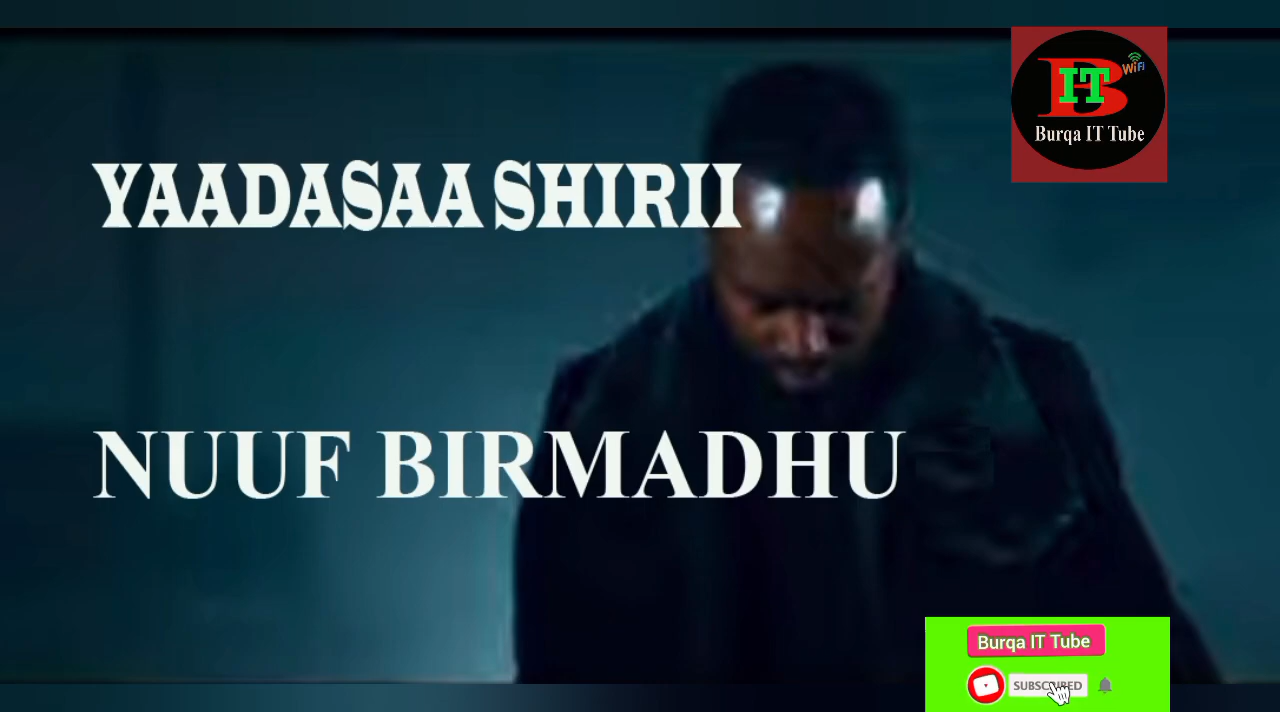 IT
B
WiFi
Burqa IT Tube
YAADASAA SHIRII
NUUF BIRMADHU
Burqa IT Tube
SUBSCRIBED